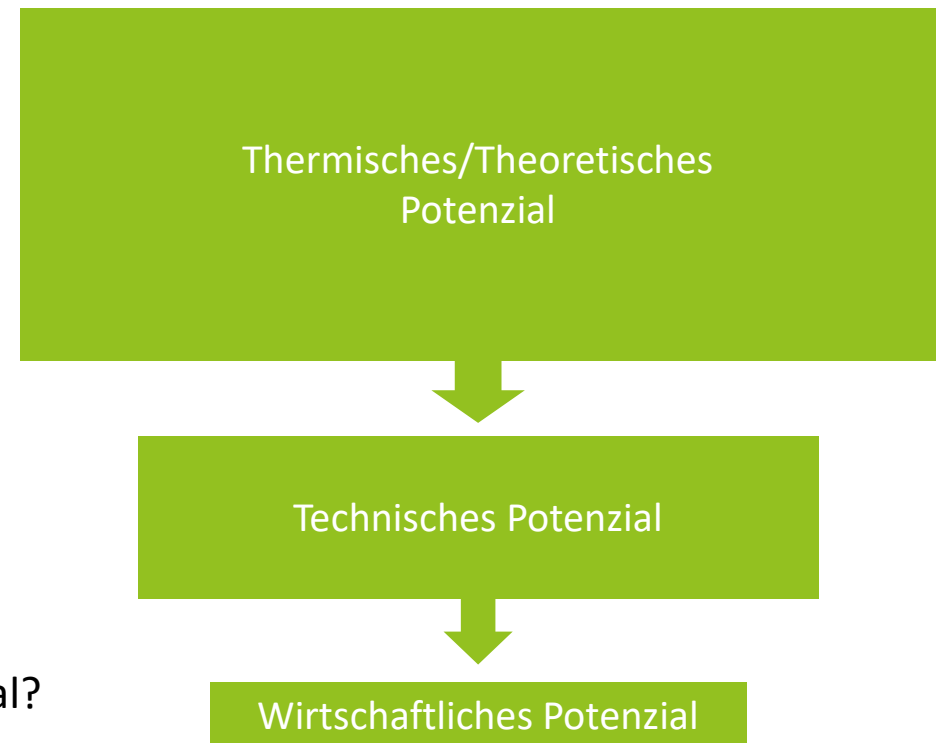 Thermisches/Theoretisches
Potenzial
Technisches Potenzial
al?
Wirtschaftliches Potenzial